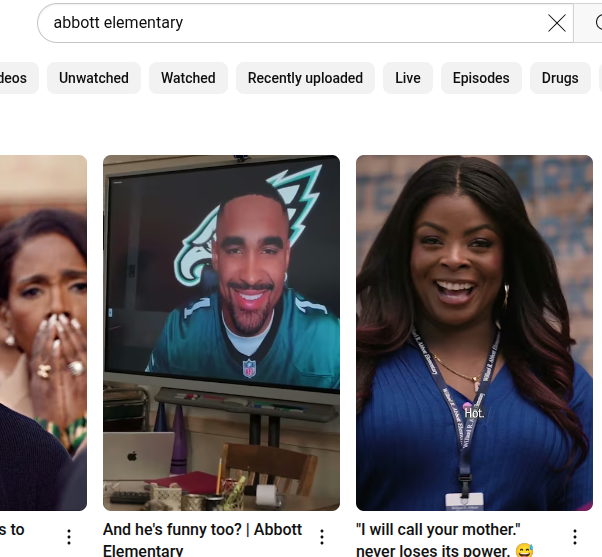 abbott elementary
deos
Unwatched
Watched
Recently uploaded
Live
Episodes
Drugs
Hot.
s to
And he's funny too? | Abbott
Elementary
"I will call your mother."
never loses its power. 😅